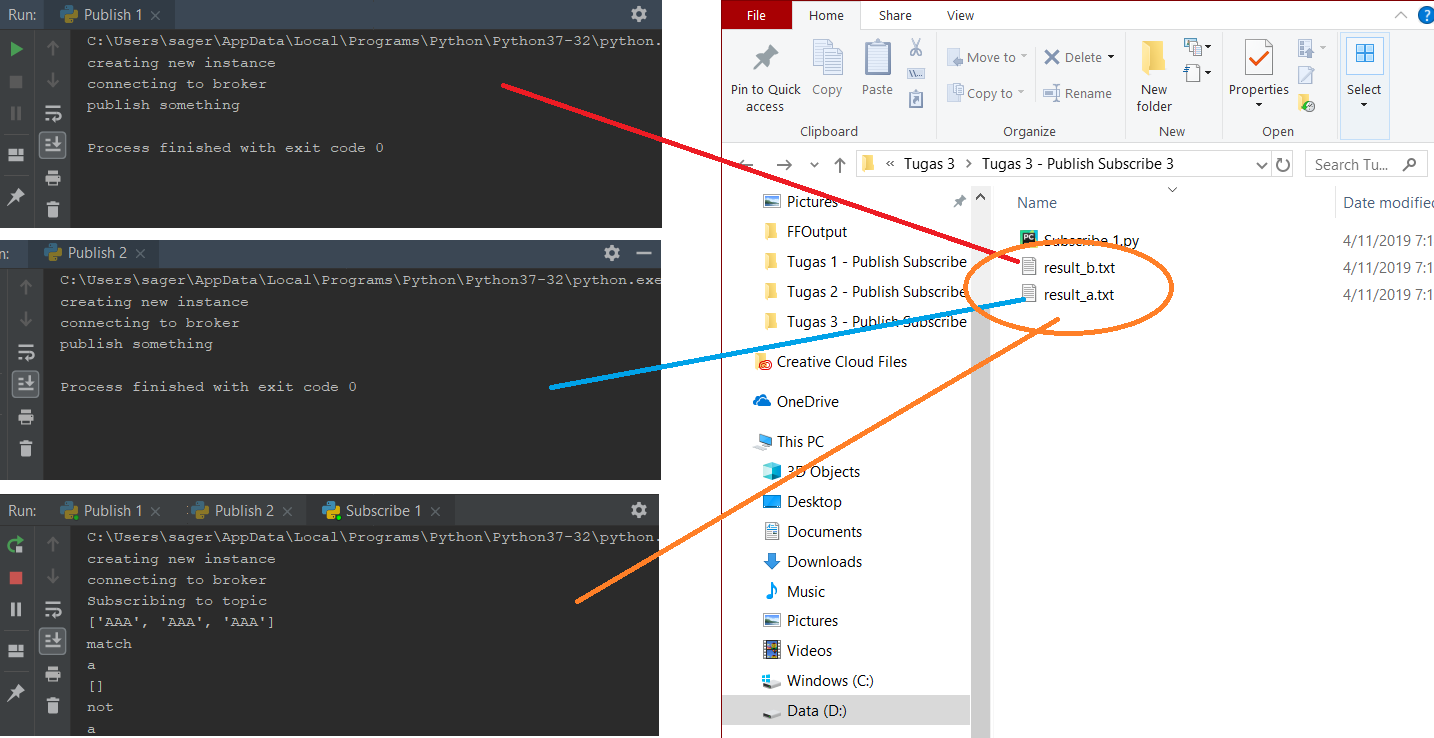 Run: Publish 1
C:\Users\sager\AppData\Local\Programs\Python\Python37-32\python.
creating new instance
connecting to broker
publish something
Process finished with exit code 0
n: Publish 2
C:\Users\sager\AppData\Local\Programs\Python\Python37-32\python.exe
creating new instance
connecting to broker
publish something
Process finished with exit code 0
Run: Publish 1 Publish 2 Subscribe 1
C:\Users\sager\AppData\Local\Programs\Python\Python37-32\python.
creating new instance
connecting to broker
Subscribing to topic
['AAA', 'AAA', 'AAA']
match
a
[]
not
a
File Home Share View
Pin to Quick access
Copy
Paste
Move to
Copy to
Delete
Rename
New folder
Properties
Select
Clipboard Organize New Open
« Tugas 3 › Tugas 3 - Publish Subscribe 3
Search Tu...
Pictures
FFOutput
Tugas 1 - Publish Subscribe
Tugas 2 - Publish Subscribe
Tugas 3 - Publish Subscribe
Creative Cloud Files
OneDrive
This PC
3D Objects
Desktop
Documents
Downloads
Music
Pictures
Videos
Windows (C:)
Data (D:)
Name Date modified
PC Subscribe 1.py 4/11/2019 7:1
result_b.txt 4/11/2019 7:1
result_a.txt 4/11/2019 7:1